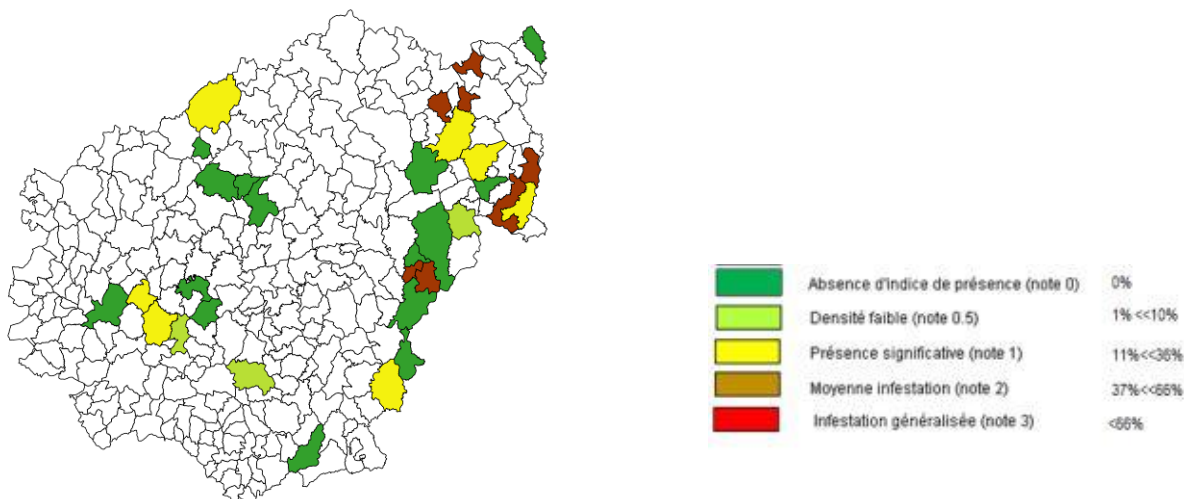 Absence d'Indice de présence (note 0) 0%
Densité faible (note 0.5) 1% <<10%
Présence significative (note 1) 11%<<36%
Moyenne infestation (note 2) 37%<<66%
Infestation généralisée (note 3) <66%